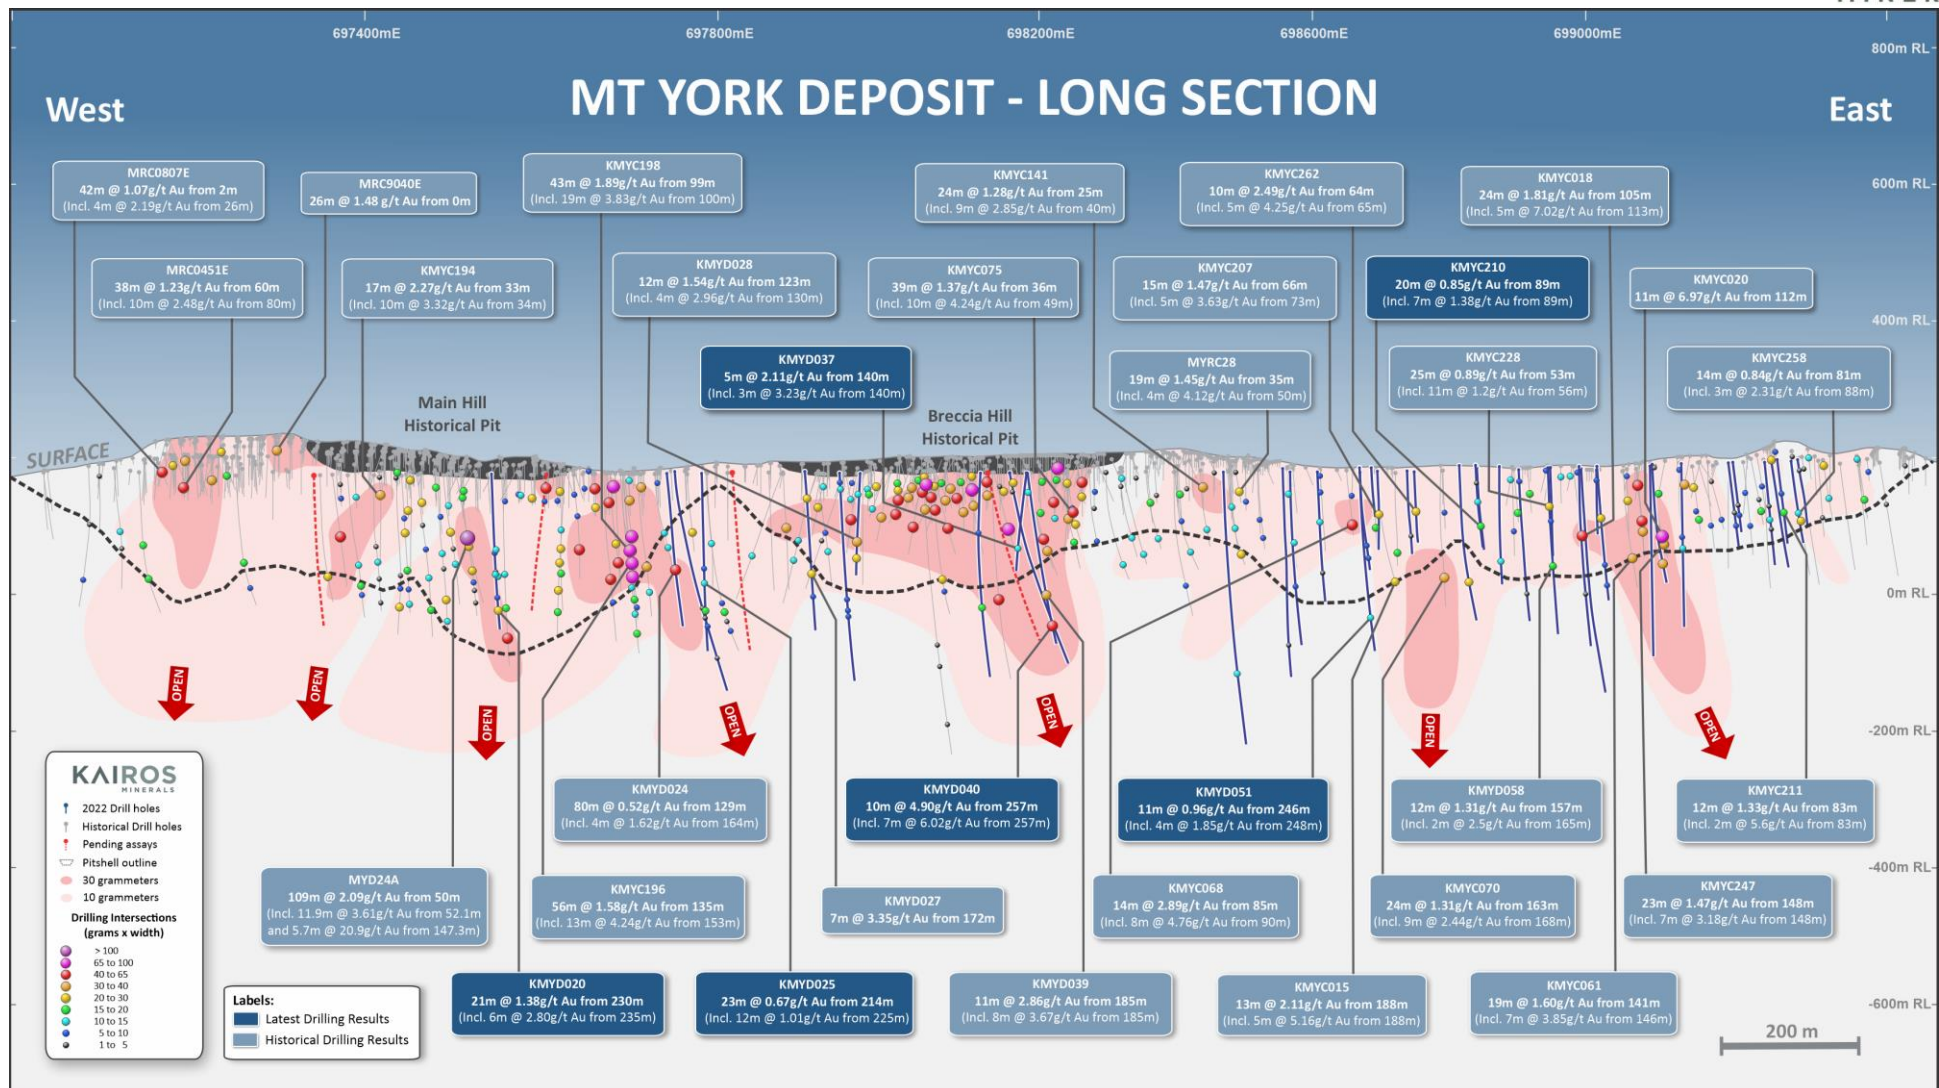 697400mE
697800mE
698200mE
698600mE
699000mE
800m RL
MT YORK DEPOSIT - LONG SECTION
West
East
MRC0807E
42m @ 1.07g/t Au from 2m
(Incl. 4m @ 2.19g/t Au from 26m)
MRC9040E
26m @ 1.48 g/t Au from 0m
KMYC198
43m @ 1.89g/t Au from 99m
(Incl. 19m @ 3.83g/t Au from 100m)
KMYC141
24m @ 1.28g/t Au from 25m
(Incl. 9m @ 2.85g/t Au from 40m)
KMYC262
10m @ 2.49g/t Au from 64m
(Incl. 5m @ 4.25g/t Au from 65m)
KMYC018
24m @ 1.81g/t Au from 105m
(Incl. 5m @ 7.02g/t Au from 113m)
600m RL
MRC0451E
38m @ 1.23g/t Au from 60m
(Incl. 10m @ 2.48g/t Au from 80m)
KMYC194
17m @ 2.27g/t Au from 33m
(Incl. 10m @ 3.32g/t Au from 34m)
KMYD028
12m @ 1.54g/t Au from 123m
(Incl. 4m @ 2.96g/t Au from 130m)
KMYC075
39m @ 1.37g/t Au from 36m
(Incl. 10m @ 4.24g/t Au from 49m)
KMYC207
15m @ 1.47g/t Au from 66m
(Incl. 5m @ 3.63g/t Au from 73m)
KMYC210
20m @ 0.85g/t Au from 89m
(Incl. 7m @ 1.38g/t Au from 89m)
KMYC020
11m @ 6.97g/t Au from 112m
400m RL
KMYD037
5m @ 2.11g/t Au from 140m
(Incl. 3m @ 3.23g/t Au from 140m)
MYRC28
19m @ 1.45g/t Au from 35m
(Incl. 4m @ 4.12g/t Au from 50m)
KMYC228
25m @ 0.89g/t Au from 53m
(Incl. 11m @ 1.2g/t Au from 56m)
KMYC258
14m @ 0.84g/t Au from 81m
(Incl. 3m @ 2.31g/t Au from 88m)
Main Hill
Historical Pit
Breccia Hill
Historical Pit
SURFACE
0m RL
OPEN
OPEN
OPEN
OPEN
OPEN
OPEN
OPEN
-200m RL
KAIROS
MINERALS
2022 Drill holes
Historical Drill holes
Pending assays
Pitshell outline
30 grammeters
10 grammeters
Drilling Intersections
(grams x width)
> 100
65 to 100
40 to 65
30 to 40
20 to 30
15 to 20
10 to 15
5 to 10
1 to 5
Labels:
Latest Drilling Results
Historical Drilling Results
KMYD024
80m @ 0.52g/t Au from 129m
(Incl. 4m @ 1.62g/t Au from 164m)
KMYD040
10m @ 4.90g/t Au from 257m
(Incl. 7m @ 6.02g/t Au from 257m)
KMYD051
11m @ 0.96g/t Au from 246m
(Incl. 4m @ 1.85g/t Au from 248m)
KMYD058
12m @ 1.31g/t Au from 157m
(Incl. 2m @ 2.5g/t Au from 165m)
KMYC211
12m @ 1.33g/t Au from 83m
(Incl. 2m @ 5.6g/t Au from 83m)
-400m RL
MYD24A
109m @ 2.09g/t Au from 50m
(Incl. 11.9m @ 3.61g/t Au from 52.1m
and 5.7m @ 20.9g/t Au from 147.3m)
KMYC196
56m @ 1.58g/t Au from 135m
(Incl. 13m @ 4.24g/t Au from 153m)
KMYD027
7m @ 3.35g/t Au from 172m
KMYC068
14m @ 2.89g/t Au from 85m
(Incl. 8m @ 4.76g/t Au from 90m)
KMYC070
24m @ 1.31g/t Au from 163m
(Incl. 9m @ 2.44g/t Au from 168m)
KMYC247
23m @ 1.47g/t Au from 148m
(Incl. 7m @ 3.18g/t Au from 148m)
KMYD020
21m @ 1.38g/t Au from 230m
(Incl. 6m @ 2.80g/t Au from 235m)
KMYD025
23m @ 0.67g/t Au from 214m
(Incl. 12m @ 1.01g/t Au from 225m)
KMYD039
11m @ 2.86g/t Au from 185m
(Incl. 8m @ 3.67g/t Au from 185m)
KMYC015
13m @ 2.11g/t Au from 188m
(Incl. 5m @ 5.16g/t Au from 188m)
KMYC061
19m @ 1.60g/t Au from 141m
(Incl. 7m @ 3.85g/t Au from 146m)
-600m RL
200 m